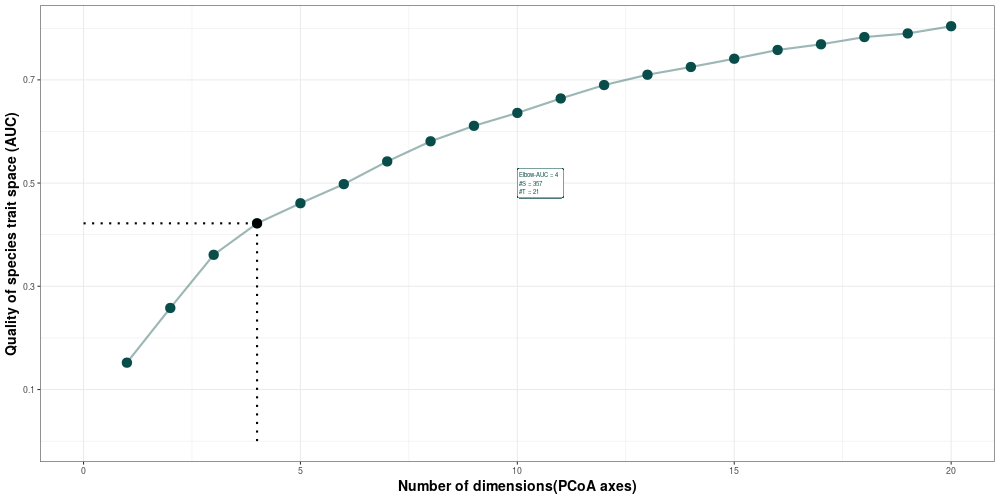 Quality of species trait space (AUC)
0.7
0.5
0.3
0.1
Elbow-AUC = 4
#S = 357
#T = 21
0 5 10 15 20
Number of dimensions(PCoA axes)